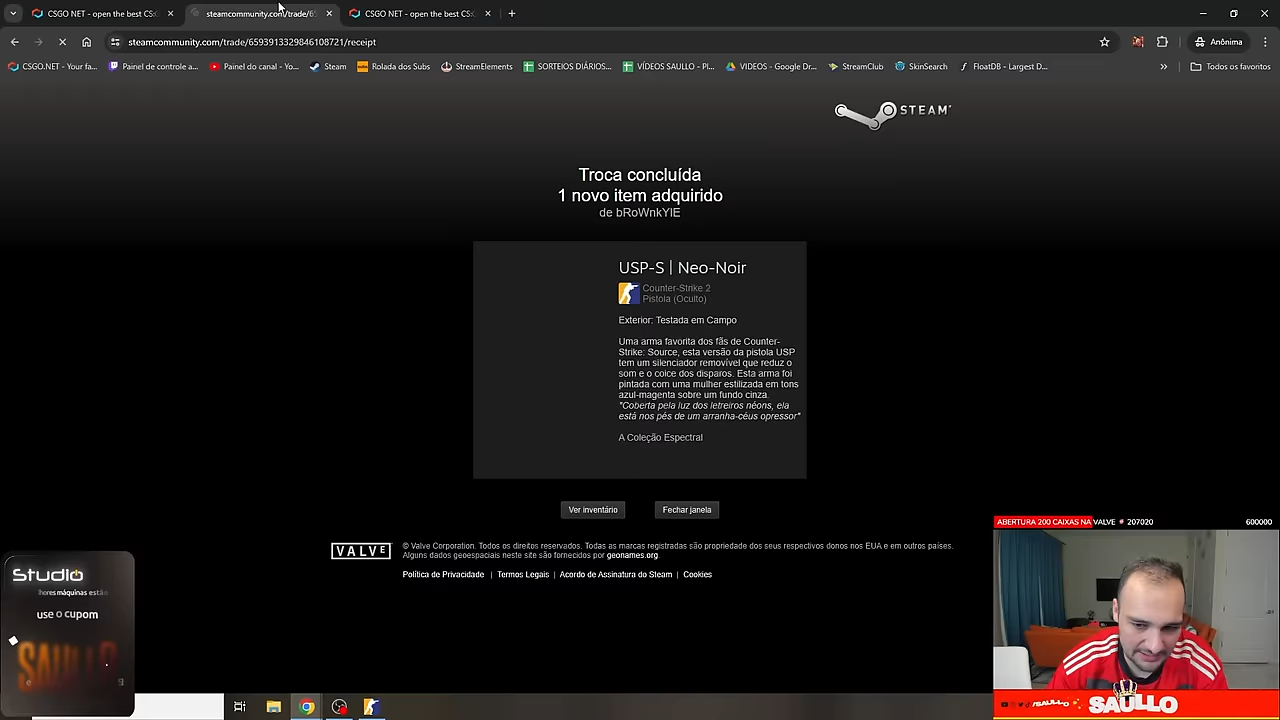 CSGO NET - open the best CS:
steamcommunity.com/trade/65
CSGO NET - open the best CS:
steamcommunity.com/trade/6593913329846108721/receipt
Anônima
CSGO.NET - Your fa...
Painel de controle a...
Painel do canal - Yo...
Steam
Rolada dos Subs
StreamElements
SORTEIOS DIÁRIOS...
VÍDEOS SAULLO - Pl...
VIDEOS - Google Dr...
StreamClub
SkinSearch
FloatDB - Largest D...
Todos os favoritos
STEAM
Troca concluída
1 novo item adquirido
de bRoWnkYlE
USP-S | Neo-Noir
Counter-Strike 2
Pistola (Oculto)
Exterior: Testada em Campo
Uma arma favorita dos fãs de Counter-
Strike: Source, esta versão da pistola USP
tem um silenciador removível que reduz o
som e o coice dos disparos. Esta arma foi
pintada com uma mulher estilizada em tons
azul-magenta sobre um fundo cinza.
"Coberta pela luz dos letreiros néons, ela
está nos pés de um arranha-céus opressor"
A Coleção Espectral
Ver inventário
Fechar janela
VALVE
© Valve Corporation. Todos os direitos reservados. Todas as marcas registradas são propriedade dos seus respectivos donos nos EUA e em outros países.
Alguns dados geoespaciais neste site são fornecidos por geonames.org.
Política de Privacidade | Termos Legais | Acordo de Assinatura do Steam | Cookies
ABERTURA 200 CAIXAS NA VALVE 207020 600000
Studio
lhores máquinas estã
use o cupom
SAULLO
/SAULLO
SAULLO